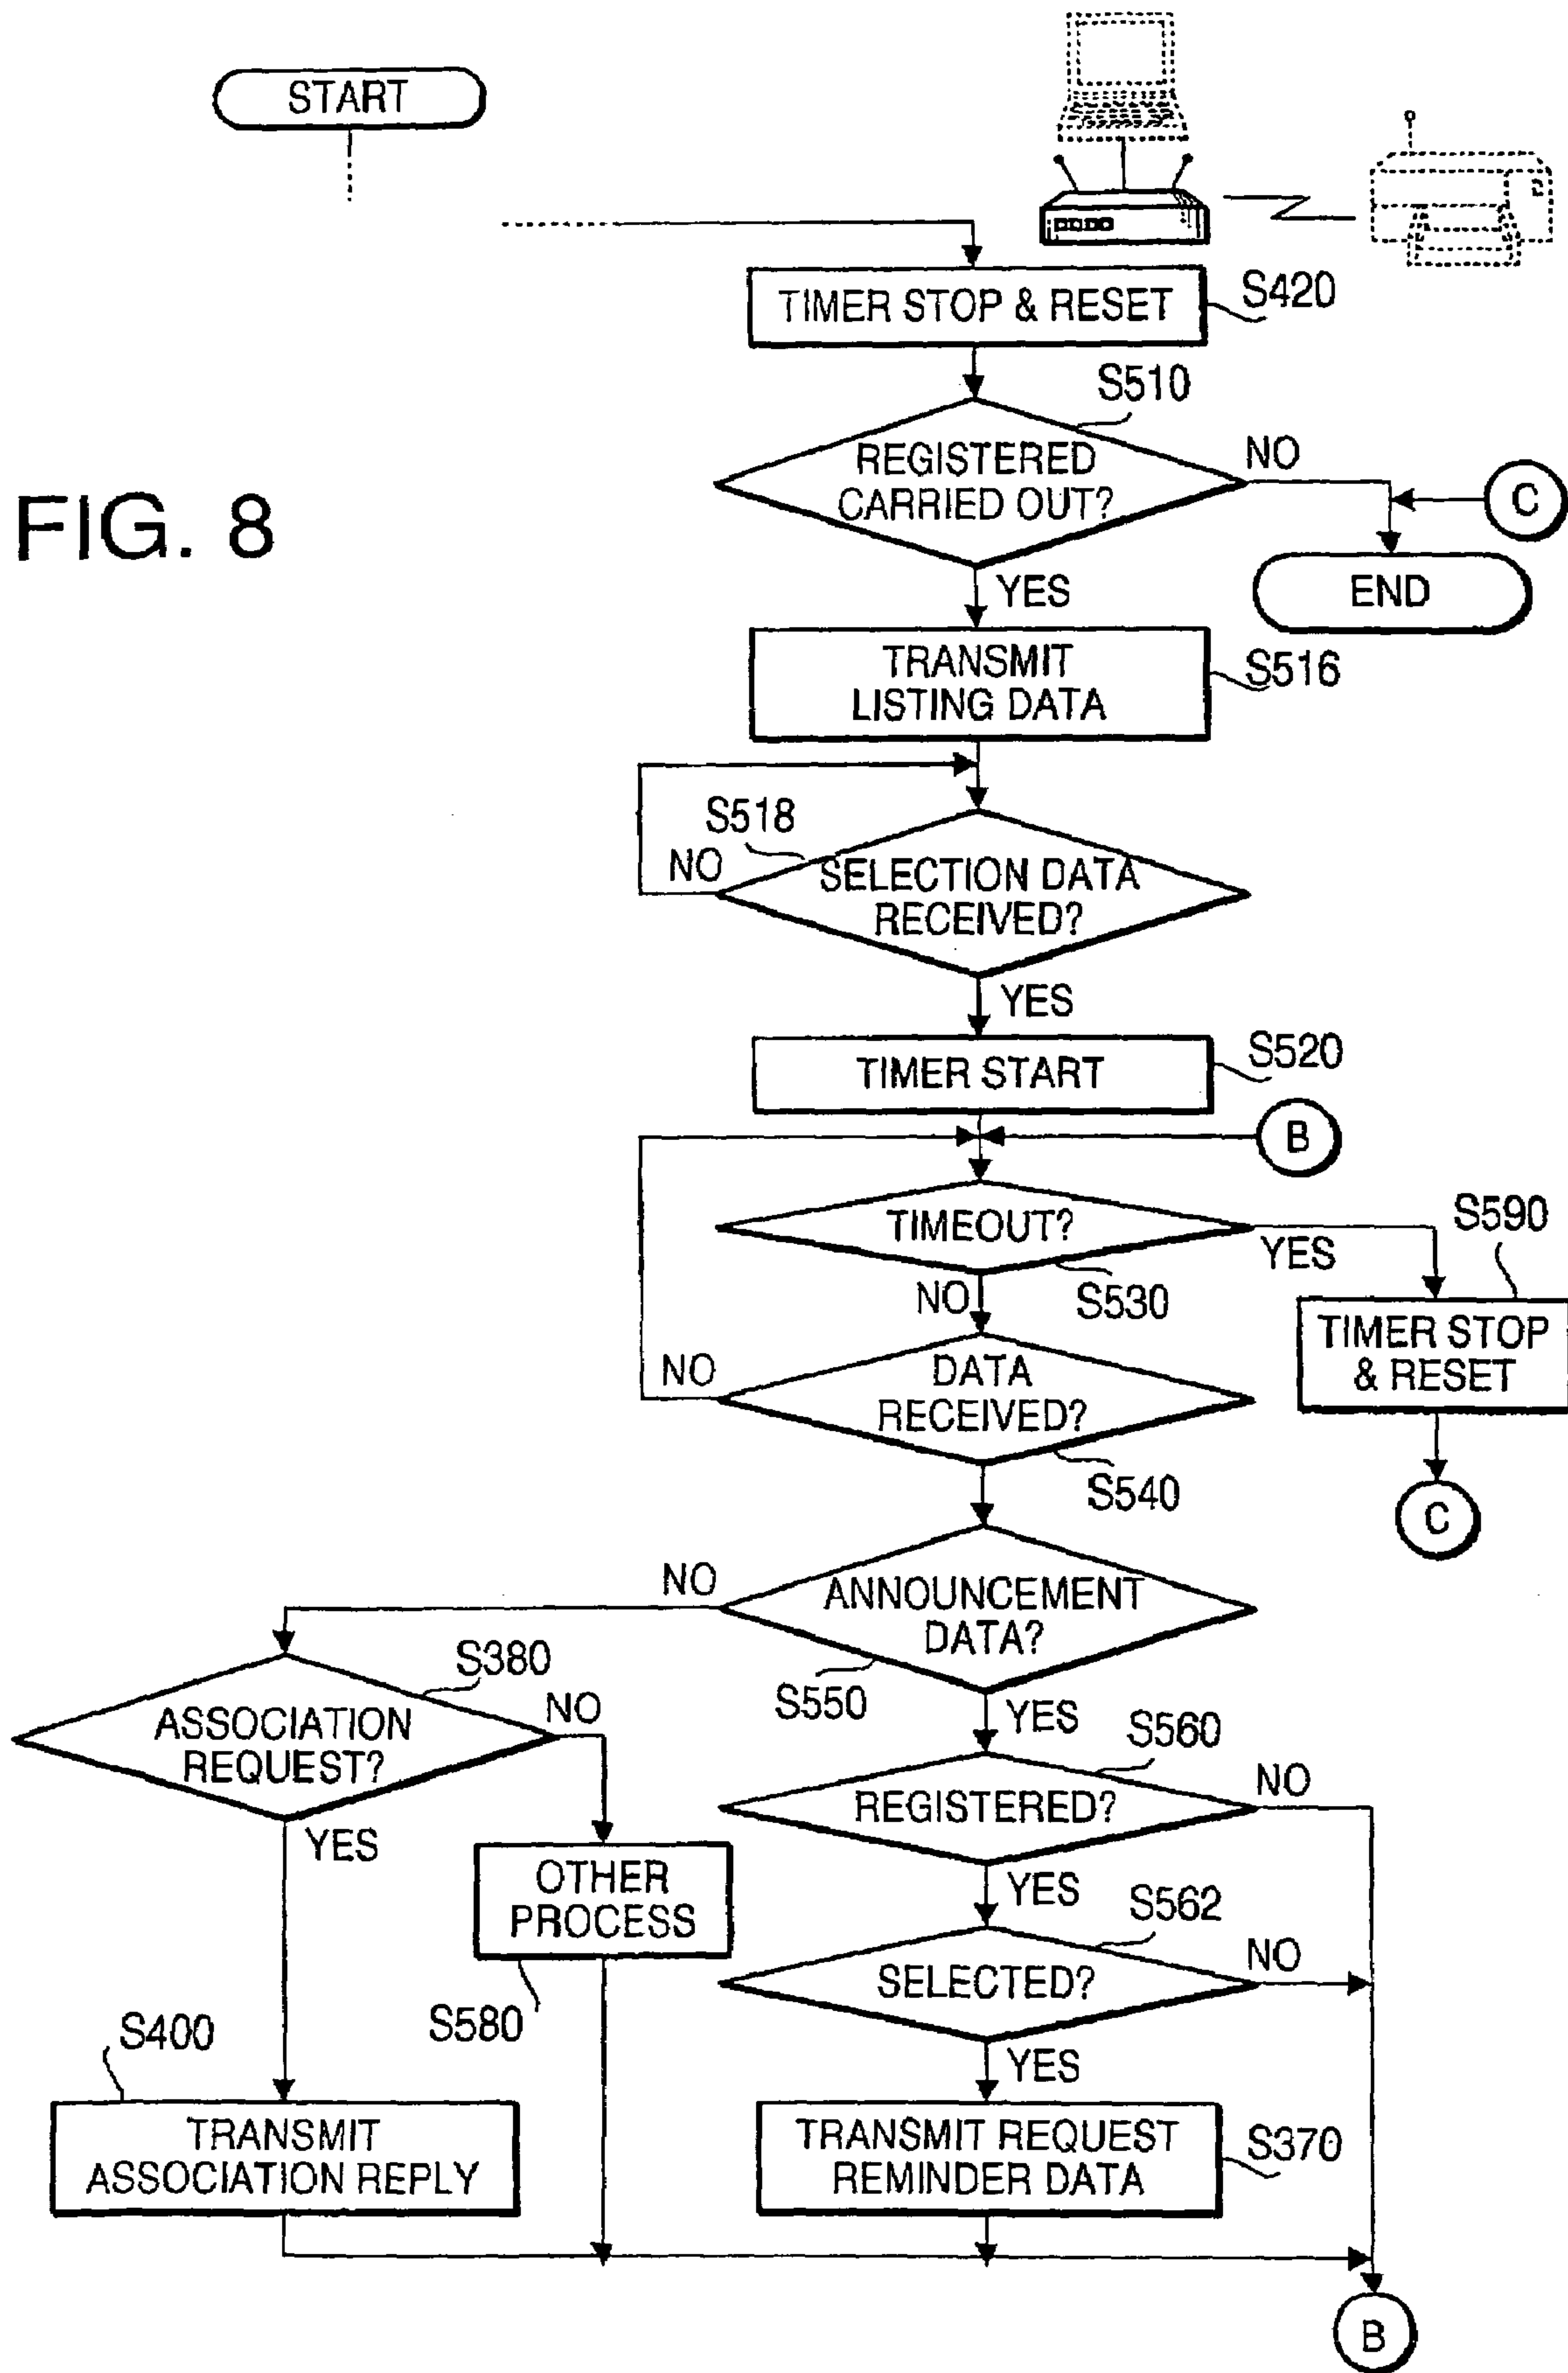 START
TIMER STOP & RESET
S420
S510
REGISTERED
CARRIED OUT?
NO
C
FIG. 8
YES
END
TRANSMIT
LISTING DATA
S516
S518
NO
SELECTION DATA
RECEIVED?
YES
TIMER START
S520
B
TIMEOUT?
YES
S590
NO
S530
TIMER STOP
& RESET
NO
DATA
RECEIVED?
S540
C
NO
ANNOUNCEMENT
DATA?
S380
S550
YES
ASSOCIATION
REQUEST?
NO
S560
REGISTERED?
NO
YES
OTHER
PROCESS
YES
S562
SELECTED?
NO
S580
S400
YES
TRANSMIT
ASSOCIATION REPLY
TRANSMIT REQUEST
REMINDER DATA
S370
B